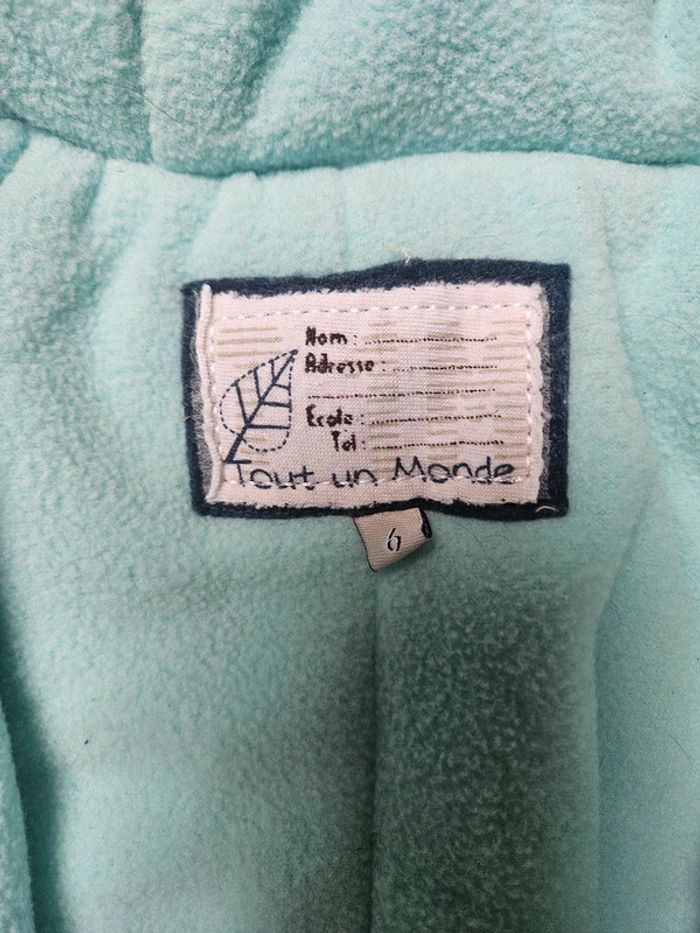 Nom : ..............................
Adresse : ........................
..........................................
Ecole : ............................
Tel : ..............................
Tout un Monde
6